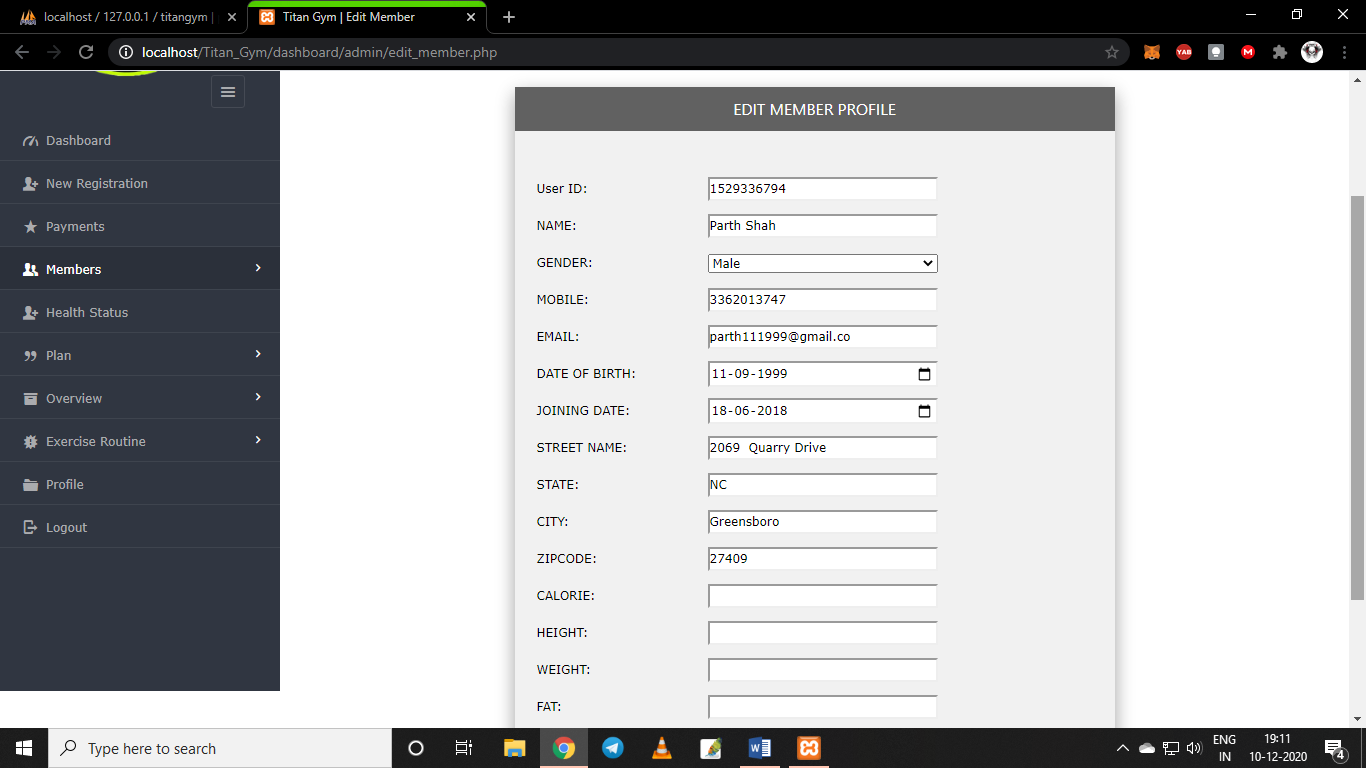 localhost / 127.0.0.1 / titangym |
Titan Gym | Edit Member
localhost/Titan_Gym/dashboard/admin/edit_member.php
YAB
M
Dashboard
New Registration
Payments
Members
Health Status
Plan
Overview
Exercise Routine
Profile
Logout
EDIT MEMBER PROFILE
User ID: 1529336794
NAME: Parth Shah
GENDER: Male
MOBILE: 3362013747
EMAIL: parth111999@gmail.co
DATE OF BIRTH: 11-09-1999
JOINING DATE: 18-06-2018
STREET NAME: 2069  Quarry Drive
STATE: NC
CITY: Greensboro
ZIPCODE: 27409
CALORIE:
HEIGHT:
WEIGHT:
FAT:
Type here to search
W
ENG
IN
19:11
10-12-2020
4